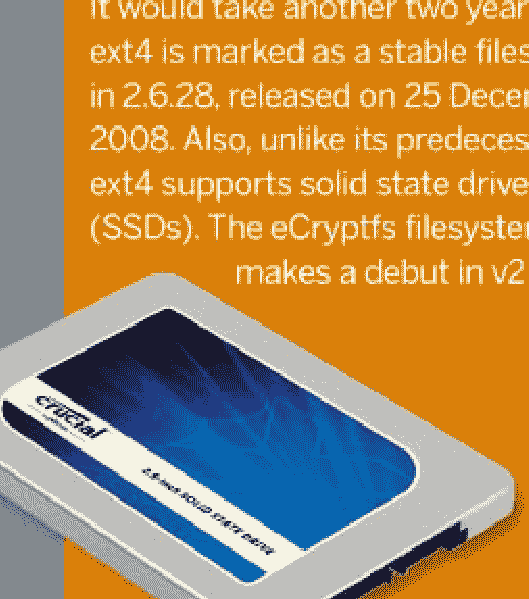 It would take another two year
ext4 is marked as a stable files
in 2.6.28, released on 25 Decer
2008. Also, unlike its predeces
ext4 supports solid state drive
(SSDs). The eCryptfs filesyste
makes a debut in v2
crucial
2.5-inch SOLID STATE DRIVE